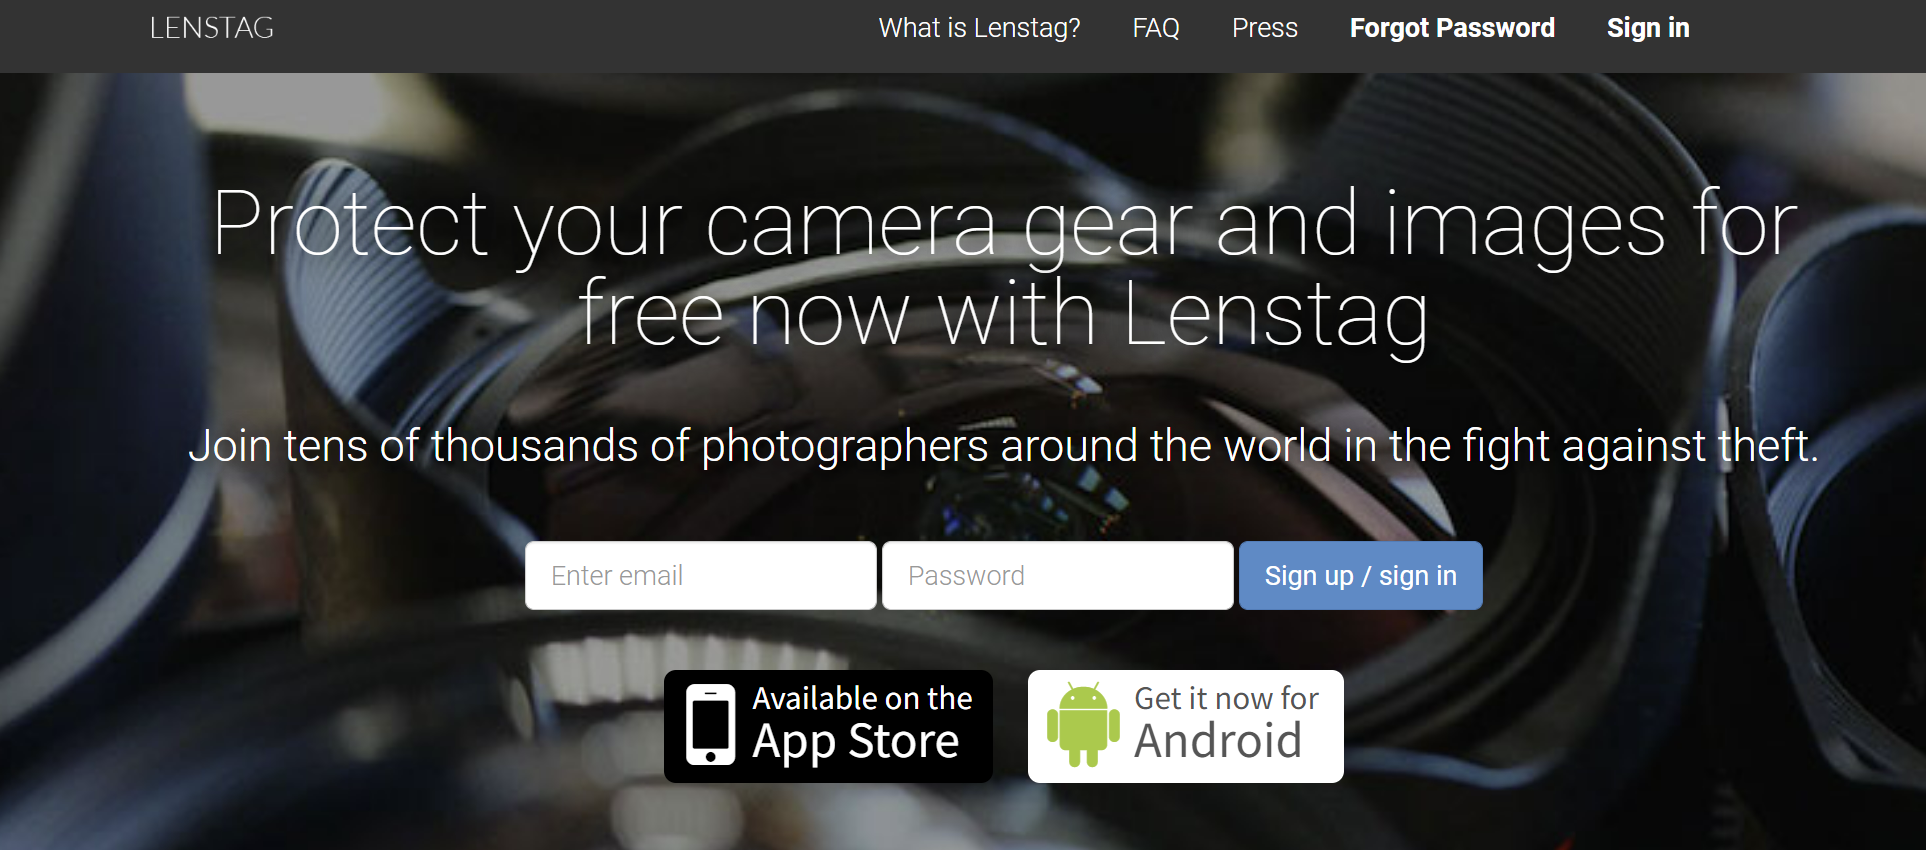 LENSTAG
What is Lenstag? FAQ Press Forgot Password Sign in
Protect your camera gear and images for
free now with Lenstag
Join tens of thousands of photographers around the world in the fight against theft.
Enter email Password Sign up / sign in
Available on the
App Store
Get it now for
Android